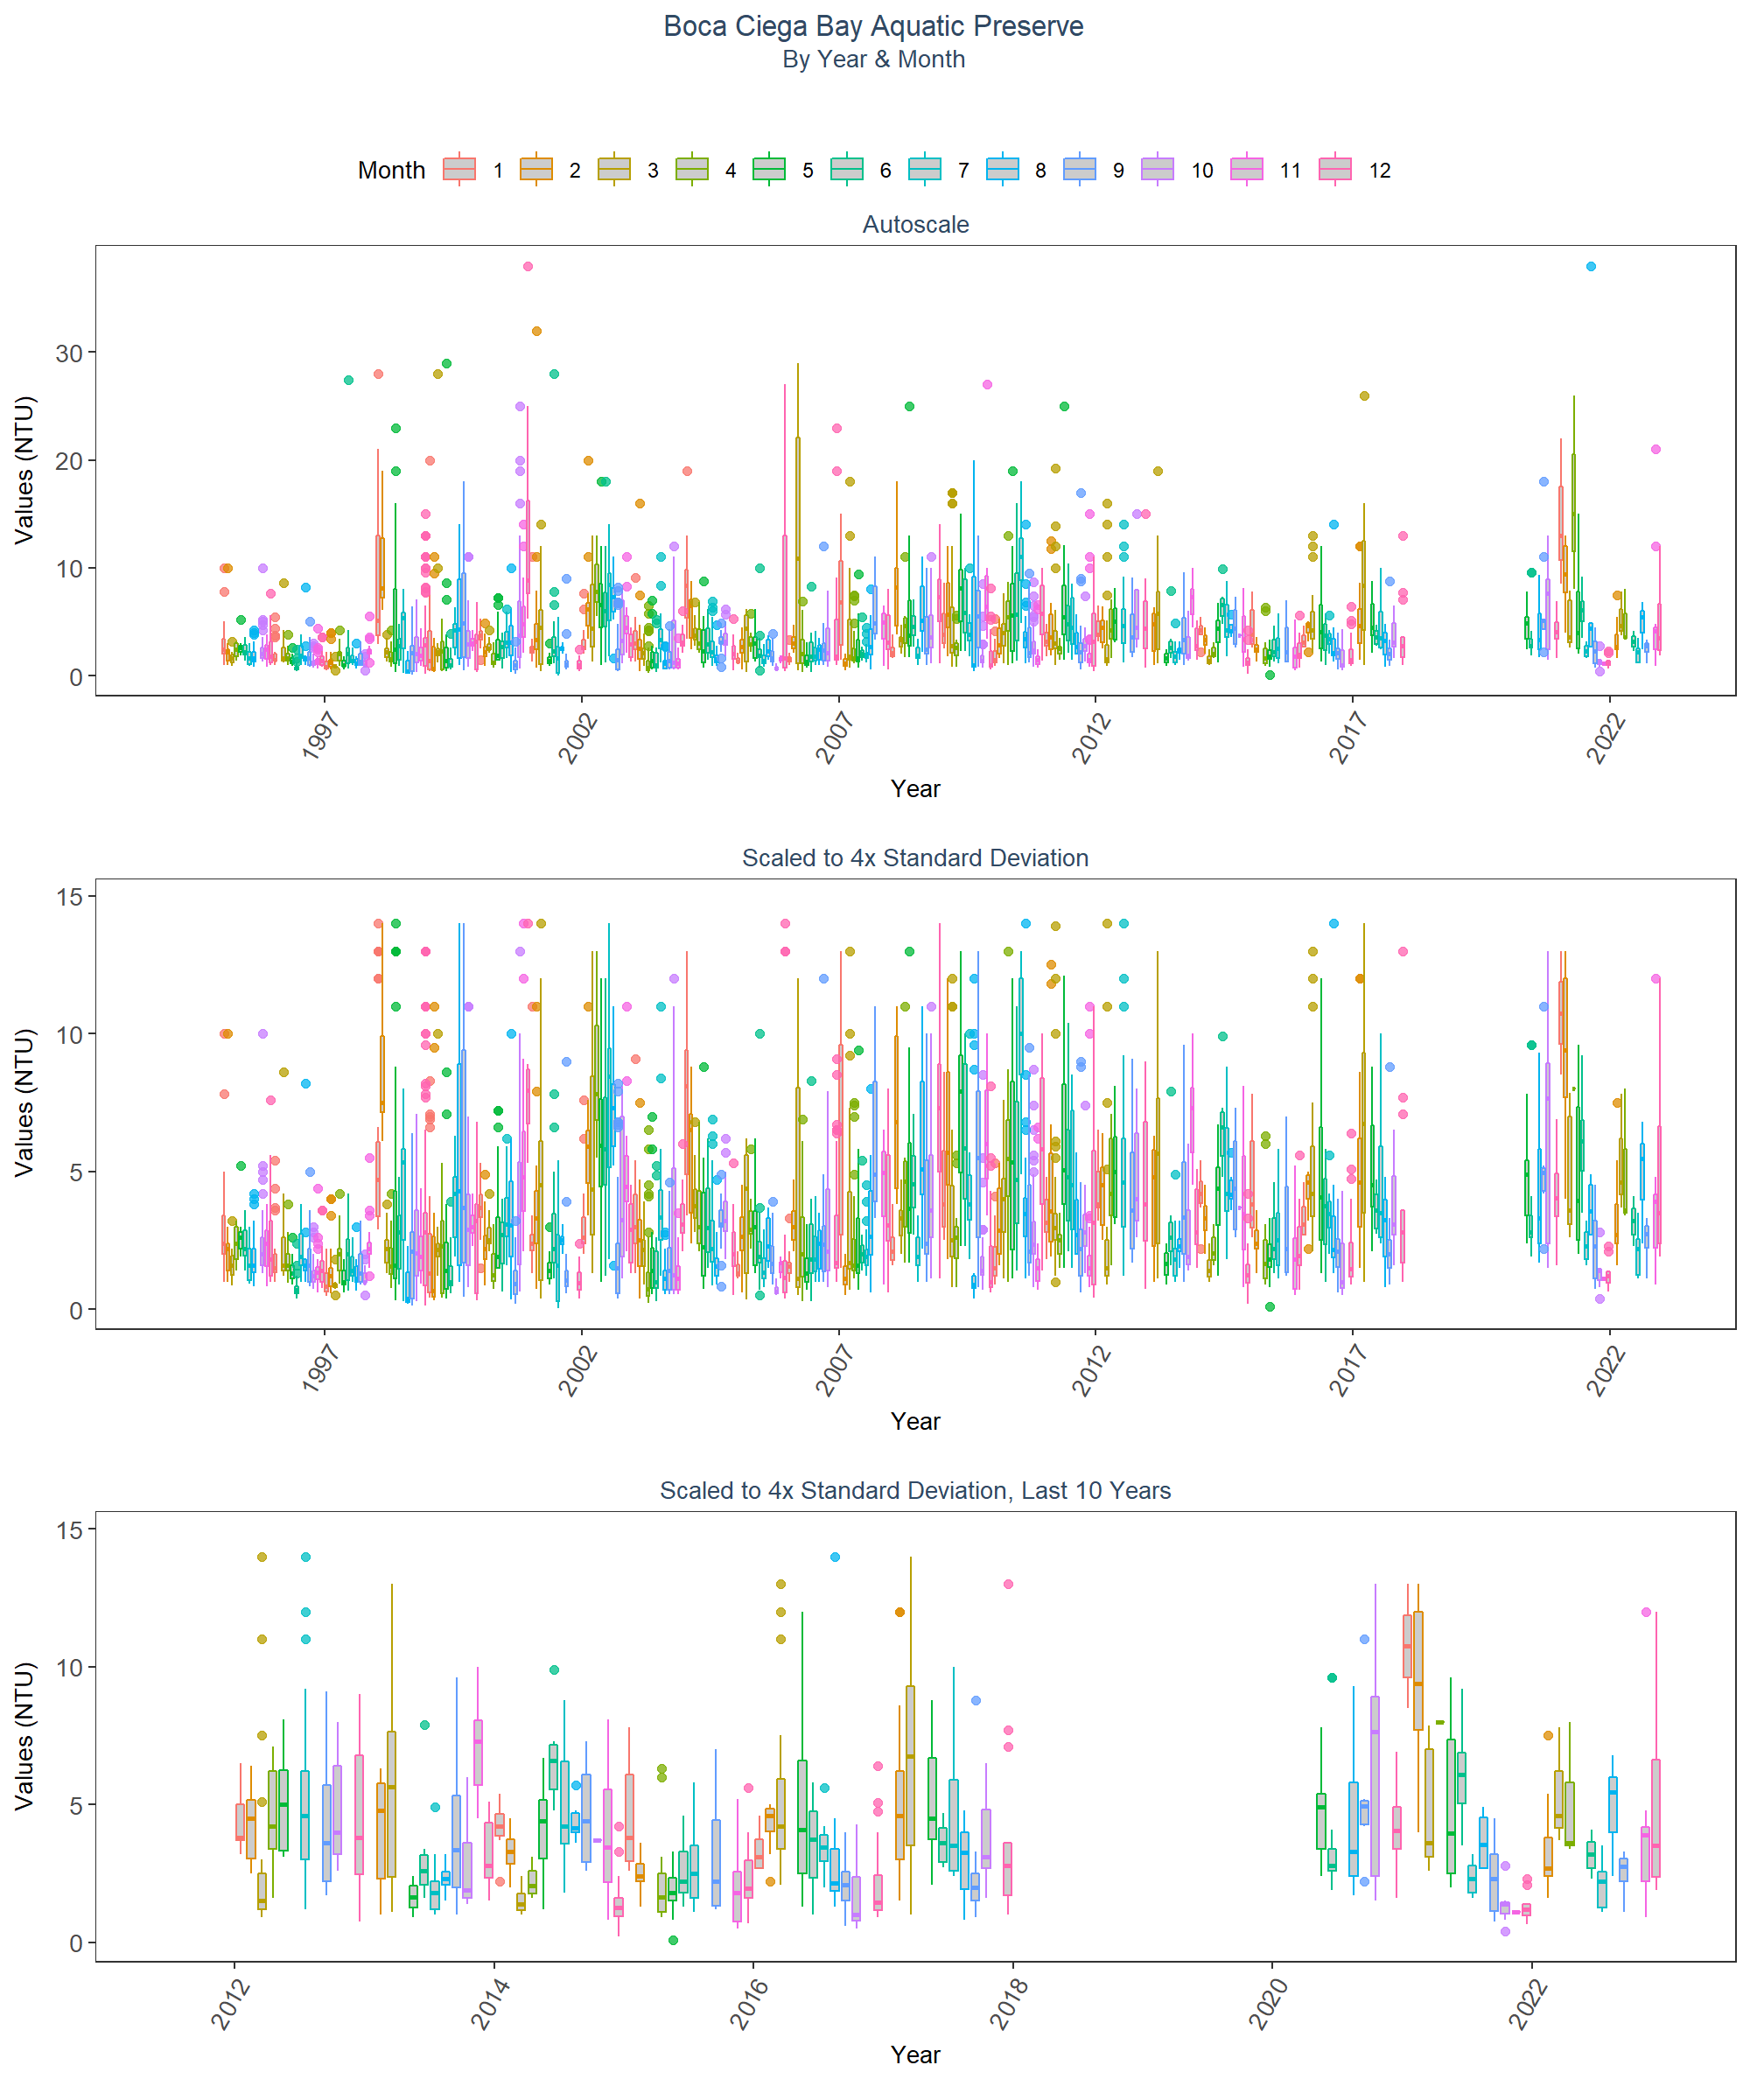 Boca Ciega Bay Aquatic Preserve
By Year & Month
Month 1 2 3 4 5 6 7 8 9 10 11 12
Autoscale
Values (NTU)
30
20
10
0
1997 2002 2007 2012 2017 2022
Year
Scaled to 4x Standard Deviation
Values (NTU)
15
10
5
0
1997 2002 2007 2012 2017 2022
Year
Scaled to 4x Standard Deviation, Last 10 Years
Values (NTU)
15
10
5
0
2012 2014 2016 2018 2020 2022
Year